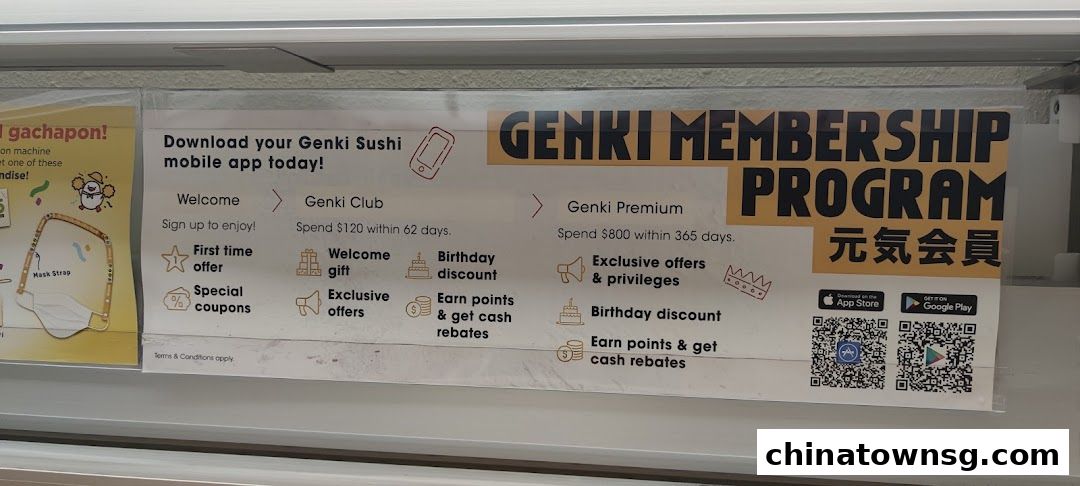 gachapon!
on machine
et one of these
ndise!
Mask Strap
Download your Genki Sushi
mobile app today!
GENKI MEMBERSHIP
PROGRAM
元気会員
Welcome
Sign up to enjoy!
First time
offer
Special
coupons
Genki Club
Spend $120 within 62 days.
Welcome
gift
Exclusive
offers
Birthday
discount
Earn points
& get cash
rebates
Genki Premium
Spend $800 within 365 days.
Exclusive offers
& privileges
Birthday discount
Earn points & get
cash rebates
Download on the
App Store
GET IT ON
Google Play
Terms & Conditions apply.
chinatownsg.com